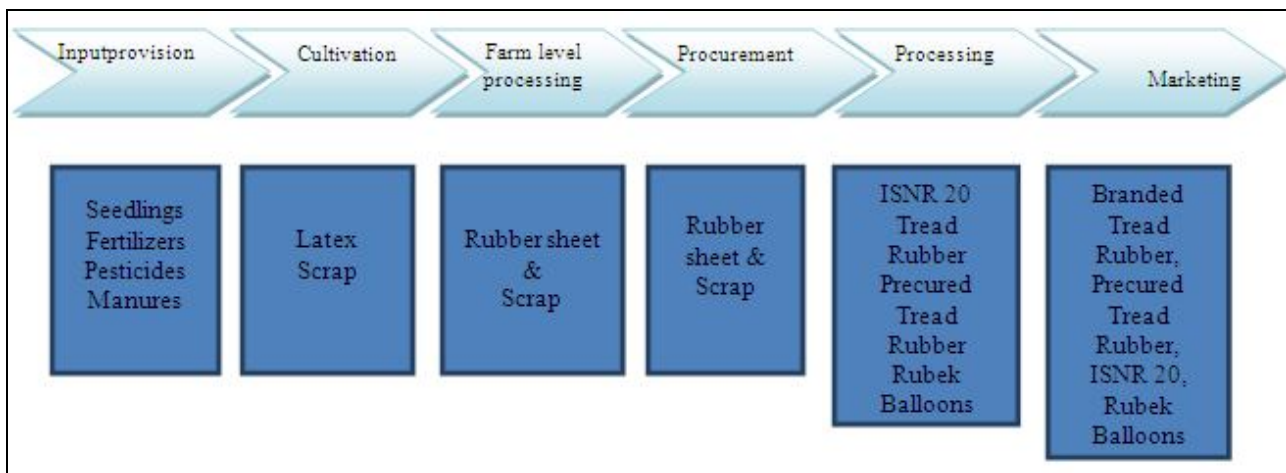 Inputprovision
Cultivation
Farm level
processing
Procurement
Processing
Marketing
Seedlings
Fertilizers
Pesticides
Manures
Latex
Scrap
Rubber sheet
&
Scrap
Rubber
sheet &
Scrap
ISNR 20
Tread
Rubber
Precured
Tread
Rubber
Rubek
Balloons
Branded
Tread
Rubber,
Precured
Tread
Rubber,
ISNR 20,
Rubek
Balloons